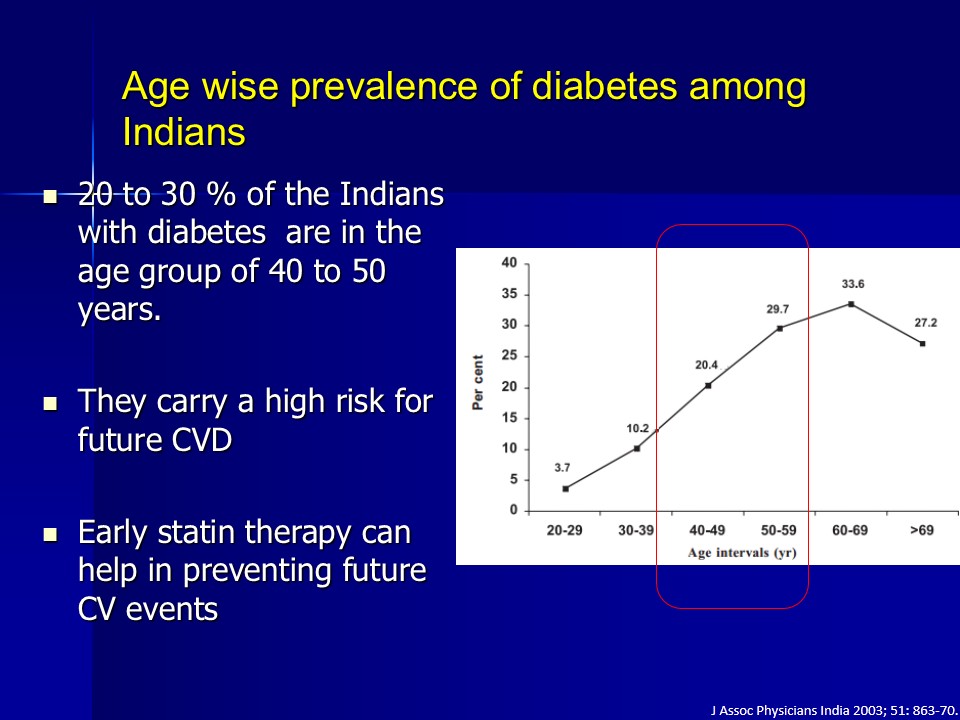 Age wise prevalence of diabetes among
Indians
20 to 30 % of the Indians
with diabetes are in the
age group of 40 to 50
years.
They carry a high risk for
future CVD
Early statin therapy can
help in preventing future
CV events
Per cent
40
35
30
25
20
15
10
5
0
3.7
10.2
20.4
29.7
33.6
27.2
20-29 30-39 40-49 50-59 60-69 >69
Age intervals (yr)
J Assoc Physicians India 2003; 51: 863-70.